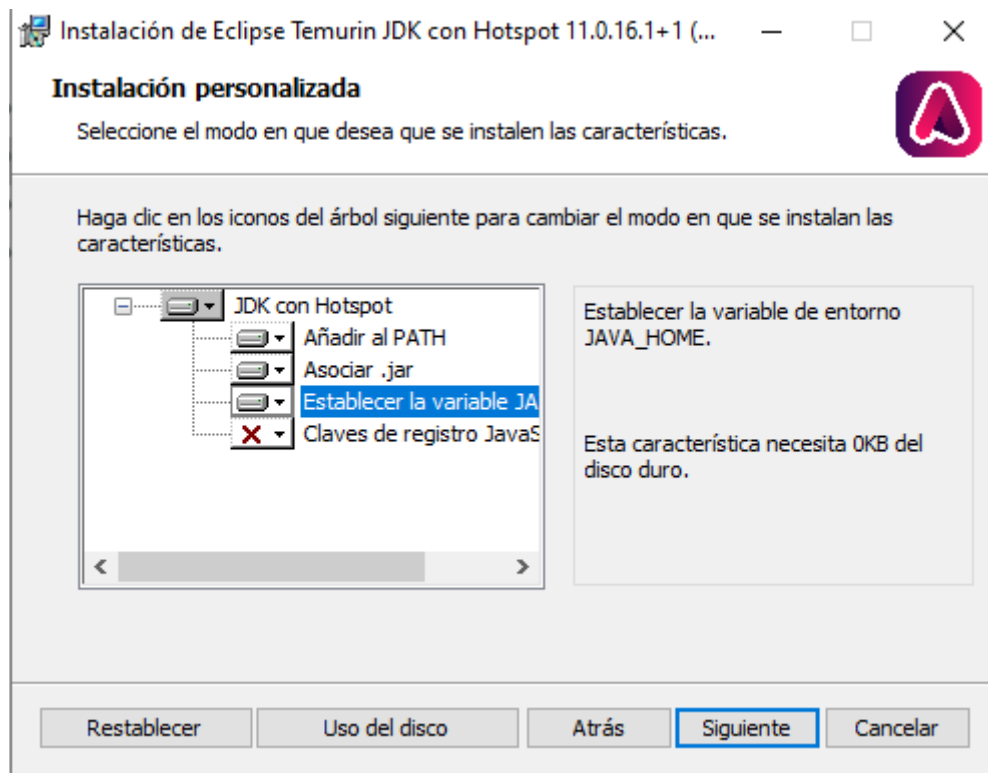 Instalación de Eclipse Temurin JDK con Hotspot 11.0.16.1+1 (...
Instalación personalizada
Seleccione el modo en que desea que se instalen las características.
Haga clic en los iconos del árbol siguiente para cambiar el modo en que se instalan las
características.
JDK con Hotspot
Añadir al PATH
Asociar .jar
Establecer la variable JA
Claves de registro JavaS
Establecer la variable de entorno
JAVA_HOME.
Esta característica necesita 0KB del
disco duro.
Restablecer
Uso del disco
Atrás
Siguiente
Cancelar